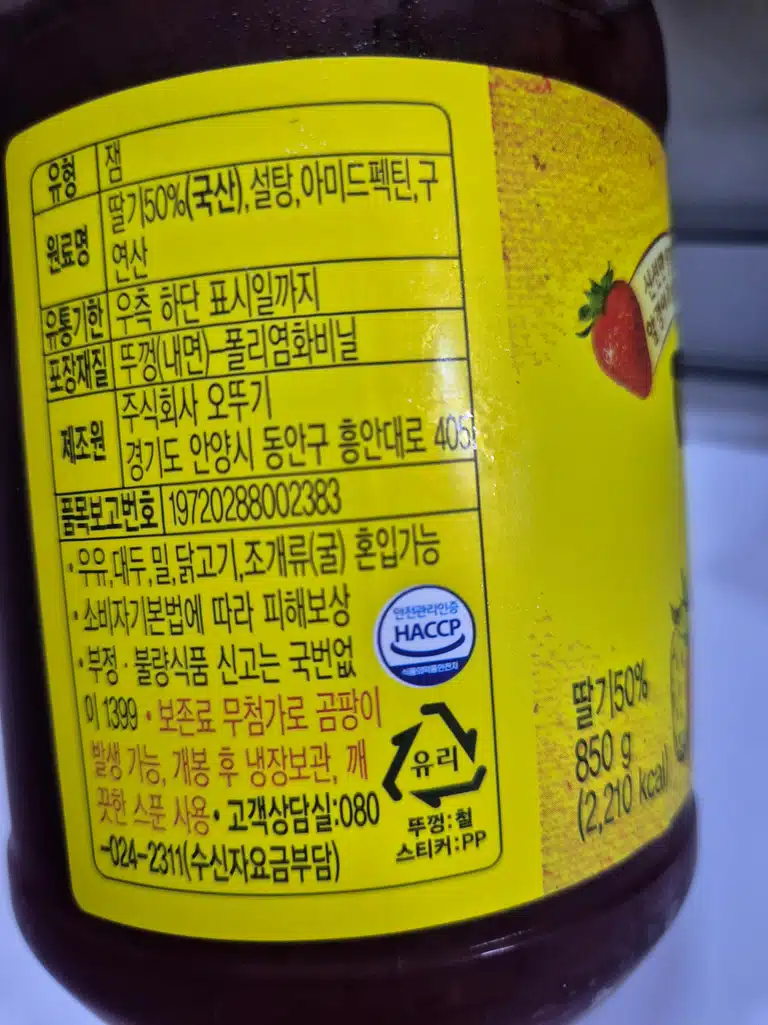 유형 잼
원료명 딸기50%(국산),설탕,아미드펙틴,구
연산
유통기한 우측 하단 표시일까지
포장재질 뚜껑(내면)-폴리염화비닐
제조원 주식회사 오뚜기
경기도 안양시 동안구 흥안대로 405
품목보고번호 19720288002383
• 우유,대두,밀,닭고기,조개류(굴) 혼입가능
• 소비자기본법에 따라 피해보상
• 부정·불량식품 신고는 국번없
이 1399 • 보존료 무첨가로 곰팡이
발생 가능, 개봉 후 냉장보관, 깨
끗한 스푼 사용 • 고객상담실:080
-024-2311(수신자요금부담)
안전관리인증
HACCP
식품의약품안전처
유리
뚜껑:철
스티커:PP
딸기50%
850 g
(2,210 kcal)